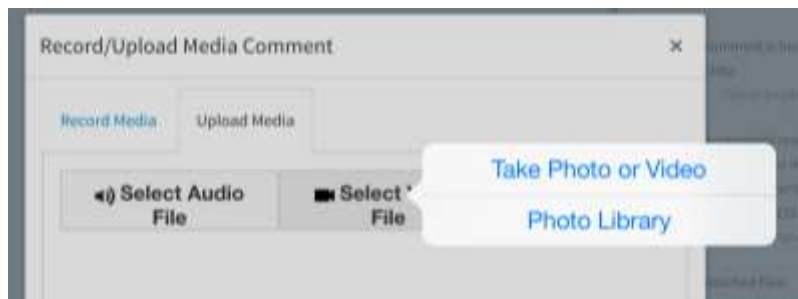 Record/Upload Media Comment ×
Record Media Upload Media
Select Audio File
Select
File
Take Photo or Video
Photo Library